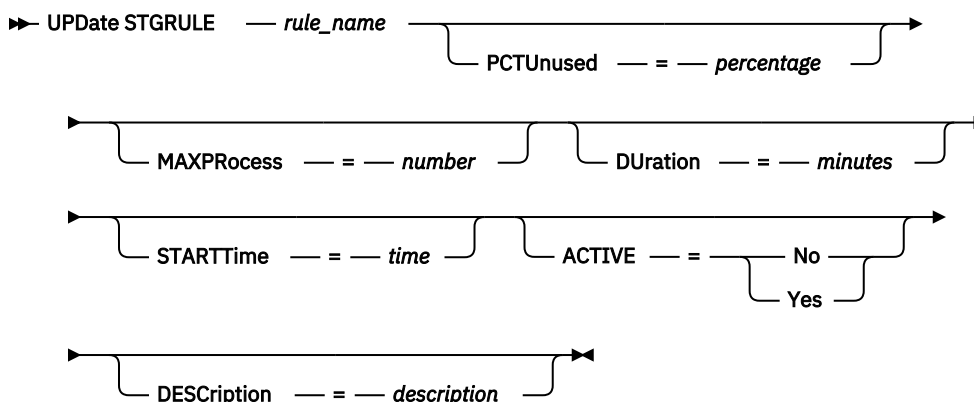 UPDate STGRULE — rule_name
PCTUnused — = — percentage
MAXPRocess — = — number DUration — = — minutes
STARTTime — = — time ACTIVE — = No
Yes
DESCription — = — description